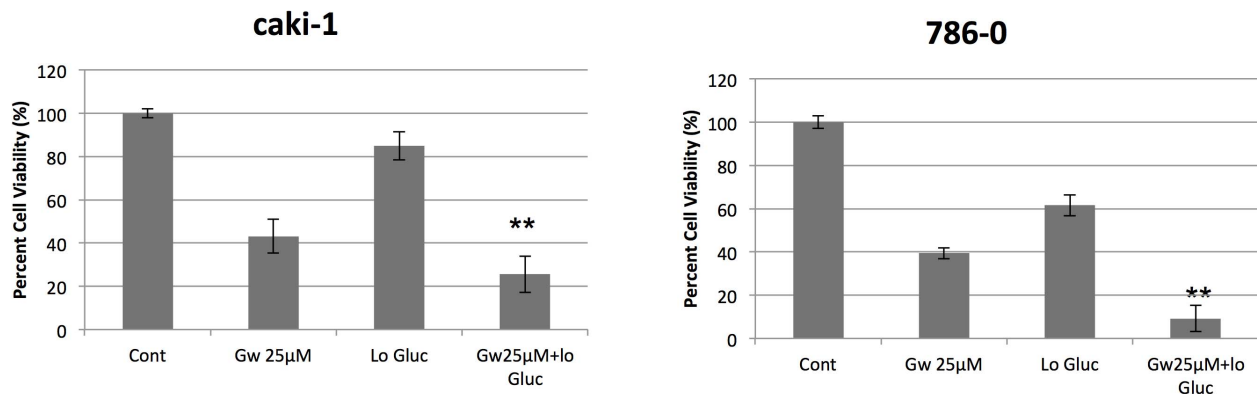 caki-1
Percent Cell Viability (%)
120
100
80
60
40
20
0
**
Cont
Gw 25µM
Lo Gluc
Gw25µM+lo
Gluc
786-0
Percent Cell Viability (%)
120
100
80
60
40
20
0
**
Cont
Gw 25µM
Lo Gluc
Gw25µM+lo
Gluc